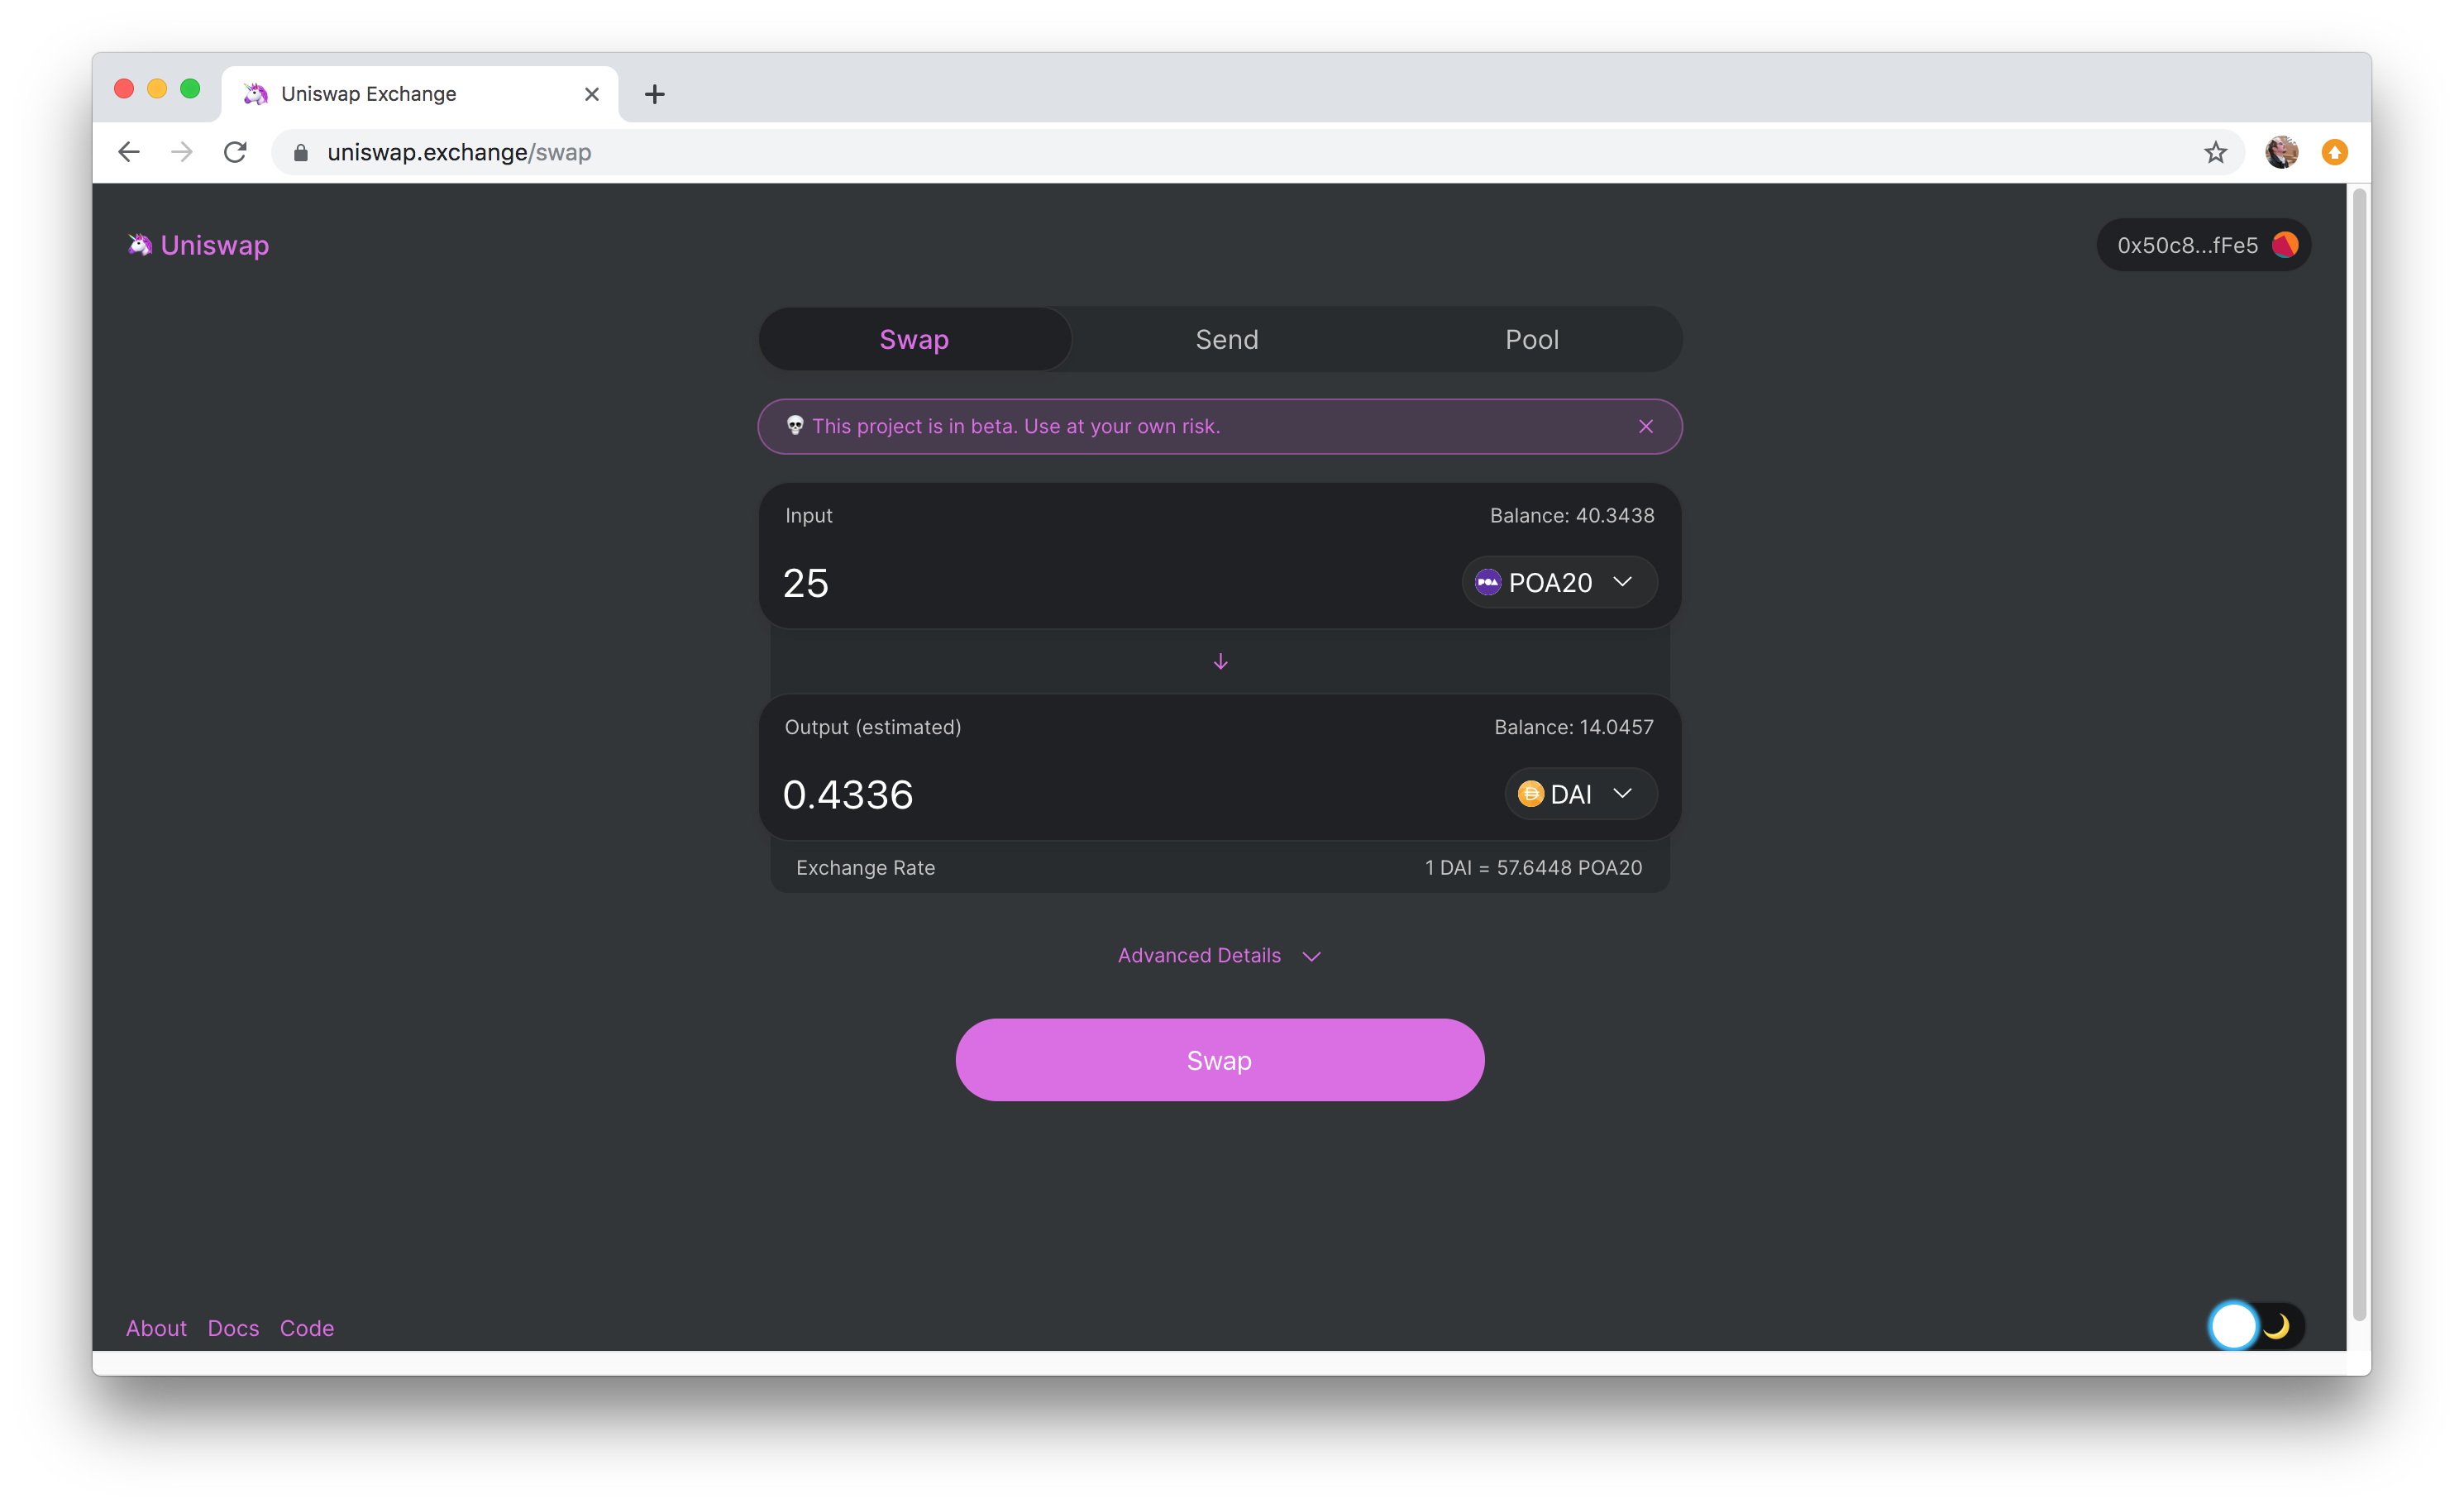 Uniswap Exchange
uniswap.exchange/swap
Uniswap
0x50c8...fFe5
Swap Send Pool
This project is in beta. Use at your own risk.
Input Balance: 40.3438
25 POA20
Output (estimated) Balance: 14.0457
0.4336 DAI
Exchange Rate 1 DAI = 57.6448 POA20
Advanced Details
Swap
About Docs Code